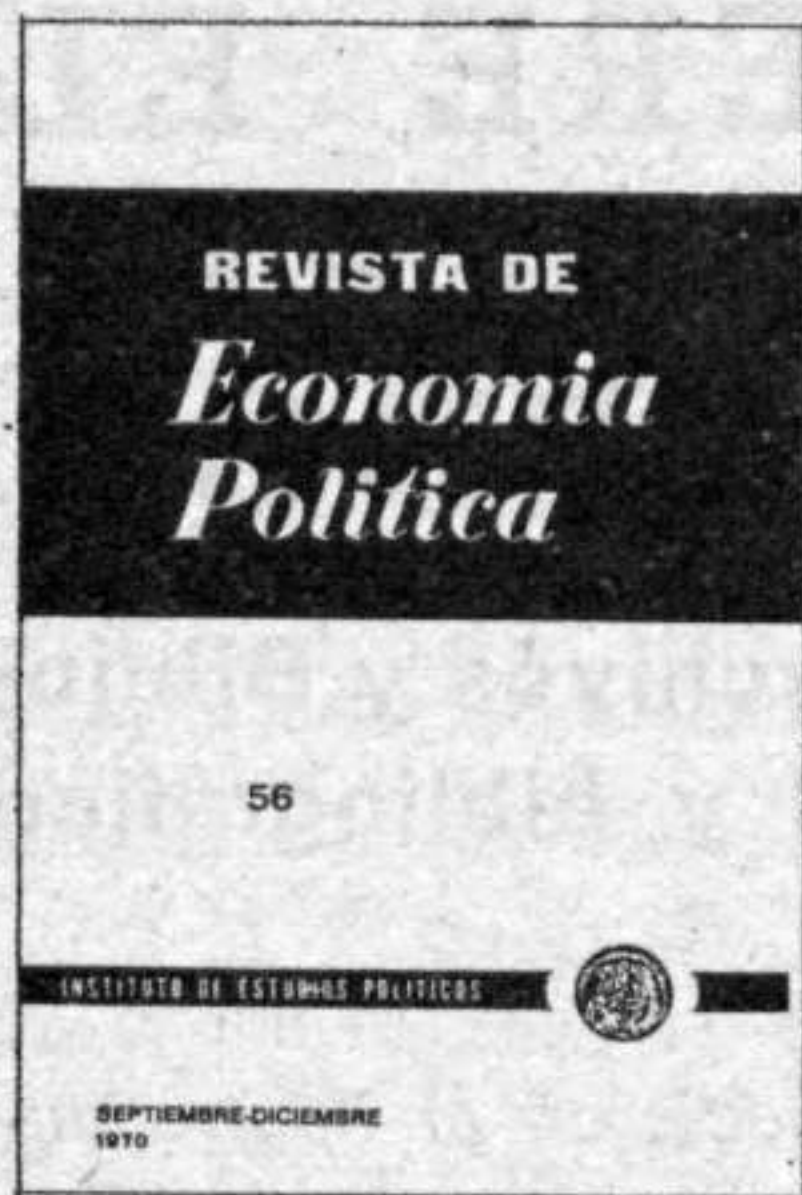 REVISTA DE
Economia
Politica
56
INSTITUTO DE ESTUDIOS POLITICOS
SEPTIEMBRE-DICIEMBRE
1970